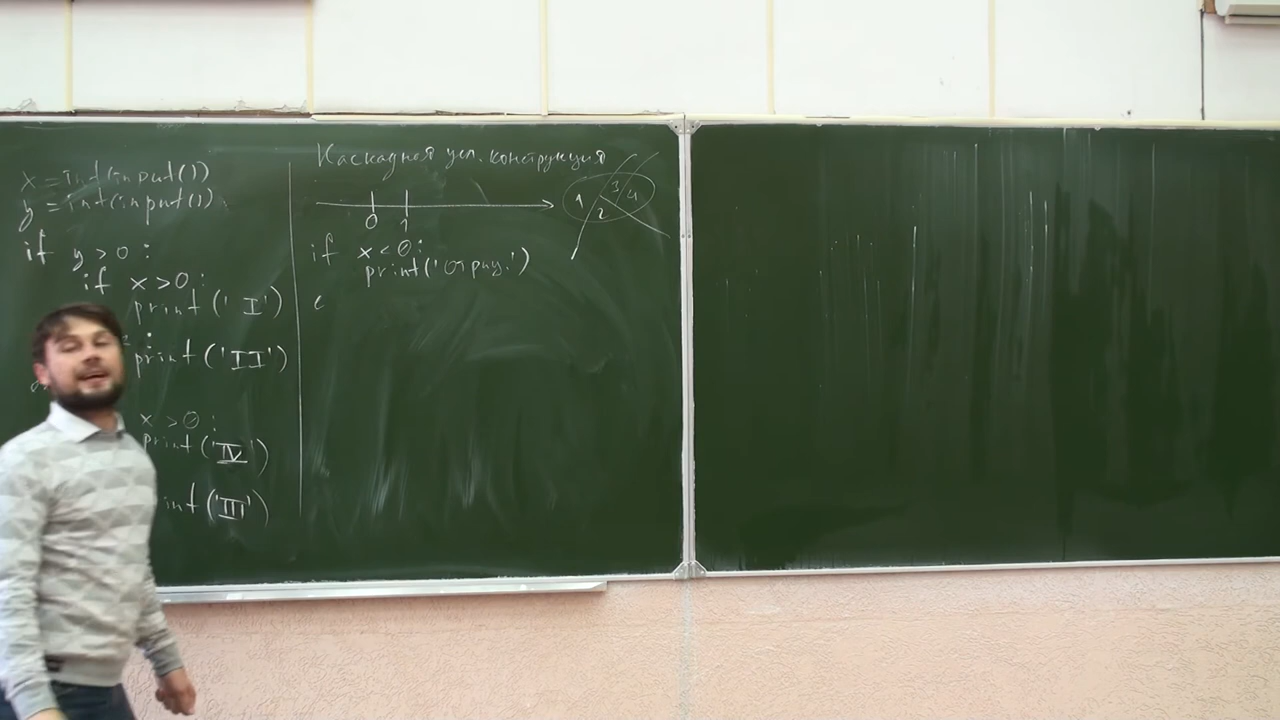 x = int(input())
y = int(input())
if y > 0 :
if x > 0 :
print(' I ')
:
print('II')
x > 0 :
print('IV')
int('III')
Каскадная усл. конструкция
0 1
1 2 3 4
if x < 0 :
print('отриц.')
e